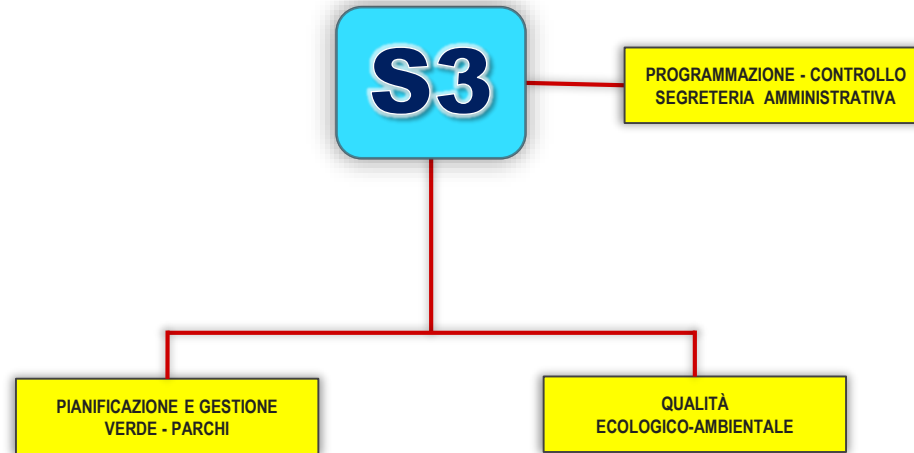 S3
PROGRAMMAZIONE - CONTROLLO
SEGRETERIA AMMINISTRATIVA
PIANIFICAZIONE E GESTIONE
VERDE - PARCHI
QUALITÀ
ECOLOGICO-AMBIENTALE